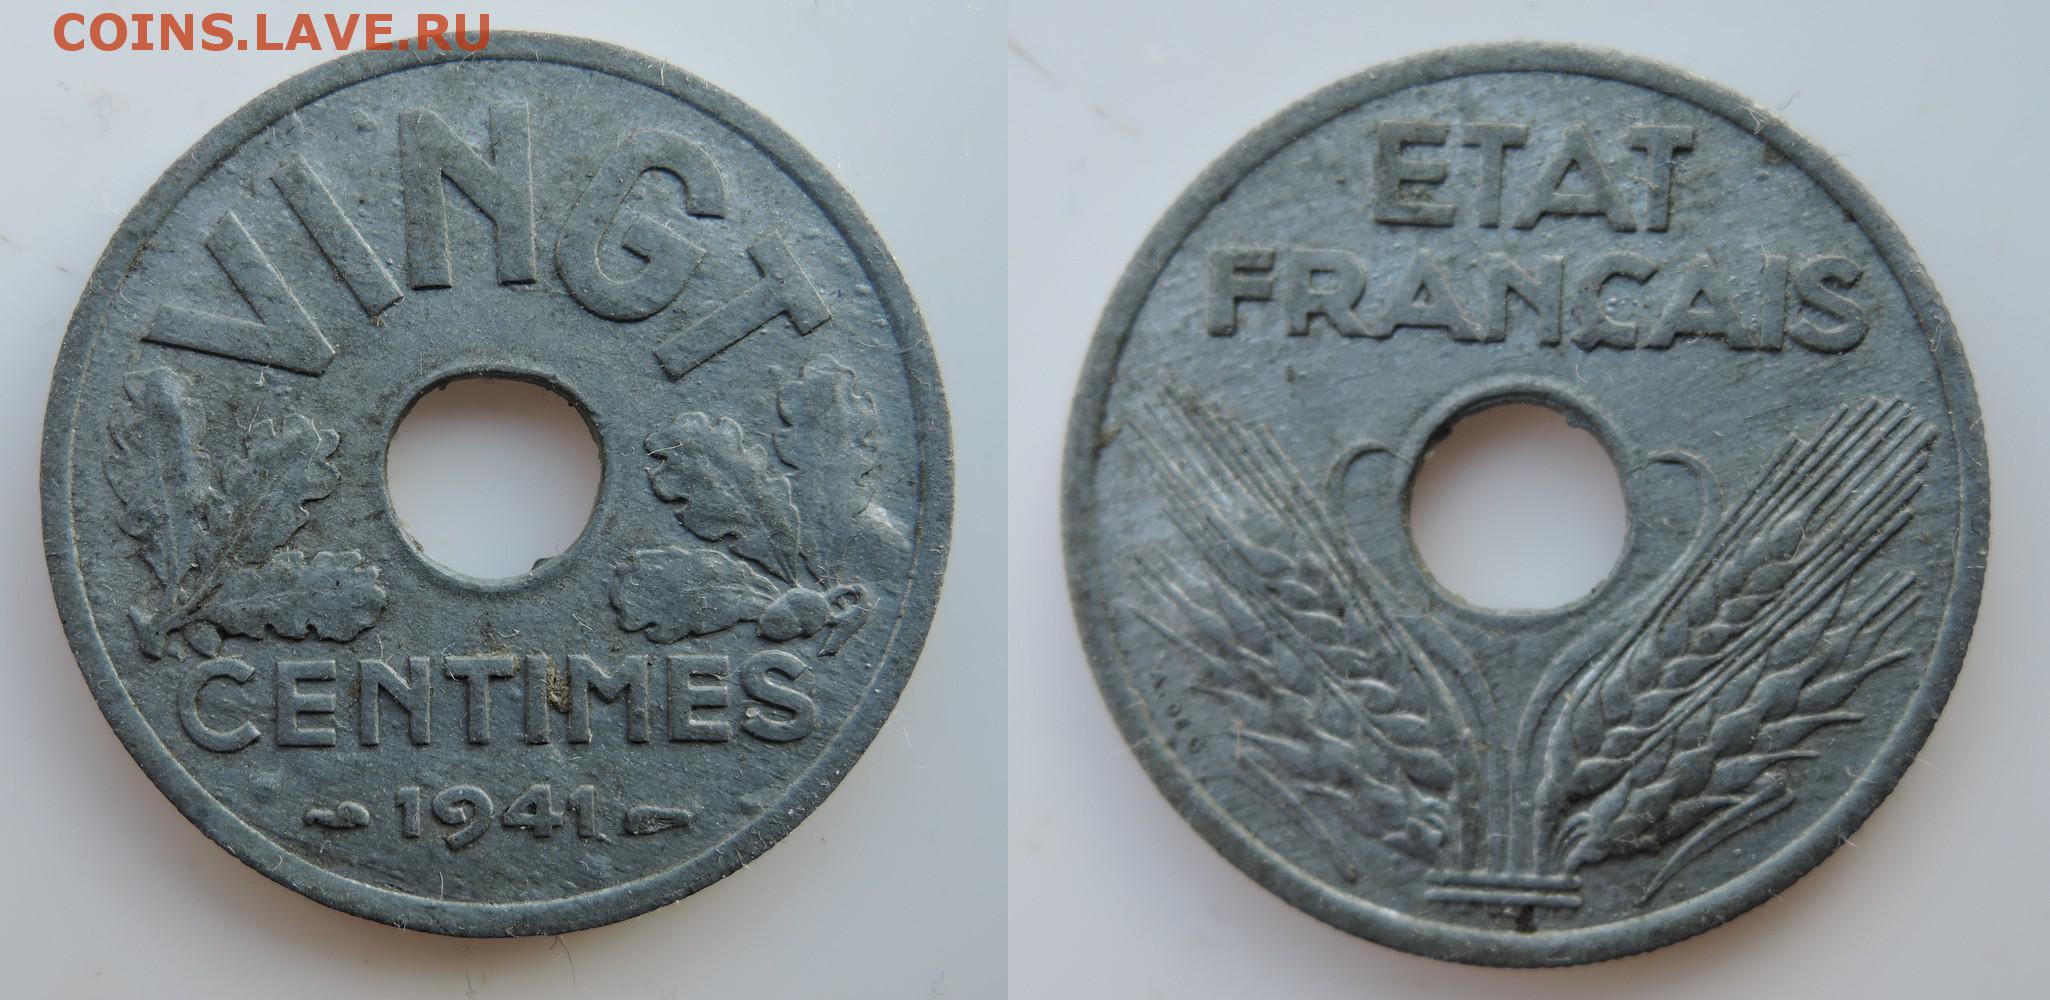 COINS.LAVE.RU
VINGT
CENTIMES
1941
ETAT
FRANÇAIS